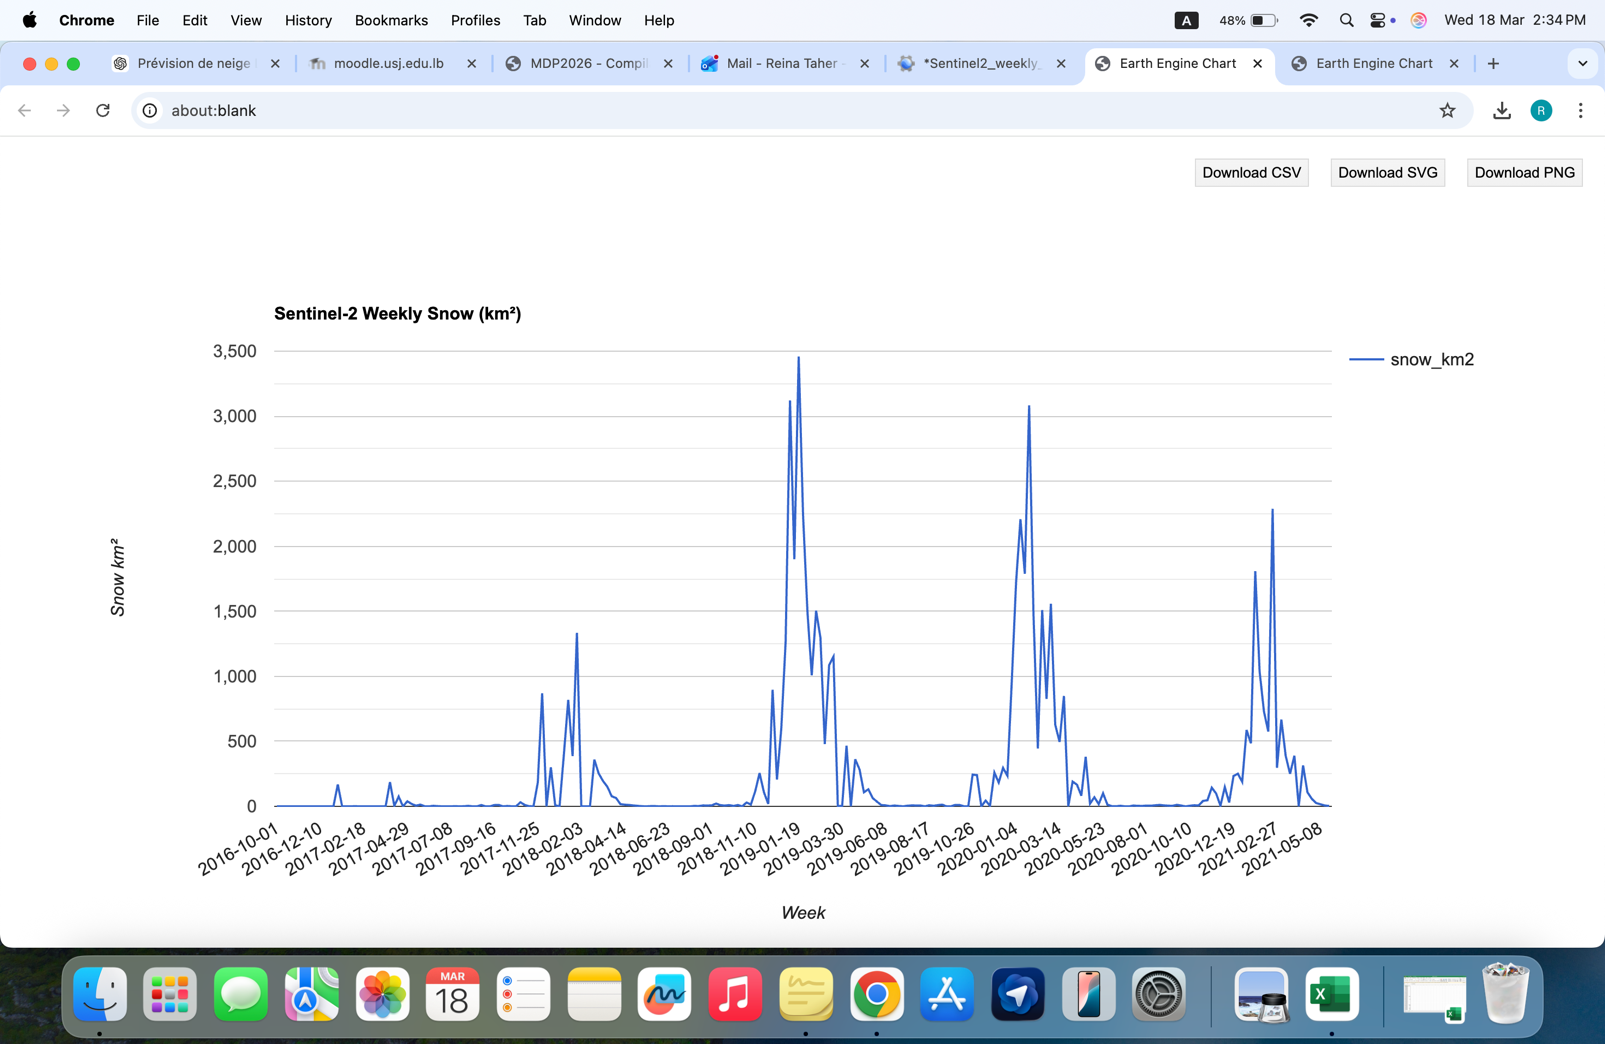 Chrome File Edit View History Bookmarks Profiles Tab Window Help A 48% Wed 18 Mar 2:34 PM
Prévision de neige moodle.usj.edu.lb MDP2026 - Compil Mail - Reina Taher - *Sentinel2_weekly_ Earth Engine Chart Earth Engine Chart
about:blank R
Download CSV Download SVG Download PNG
Sentinel-2 Weekly Snow (km²)
3,500
snow_km2
3,000
2,500
2,000
1,500
1,000
500
0
Snow km²
2016-10-01 2016-12-10 2017-02-18 2017-04-29 2017-07-08 2017-09-16 2017-11-25 2018-02-03 2018-04-14 2018-06-23 2018-09-01 2018-11-10 2019-01-19 2019-03-30 2019-06-08 2019-08-17 2019-10-26 2020-01-04 2020-03-14 2020-05-23 2020-08-01 2020-10-10 2020-12-19 2021-02-27 2021-05-08
Week
MAR
18
X